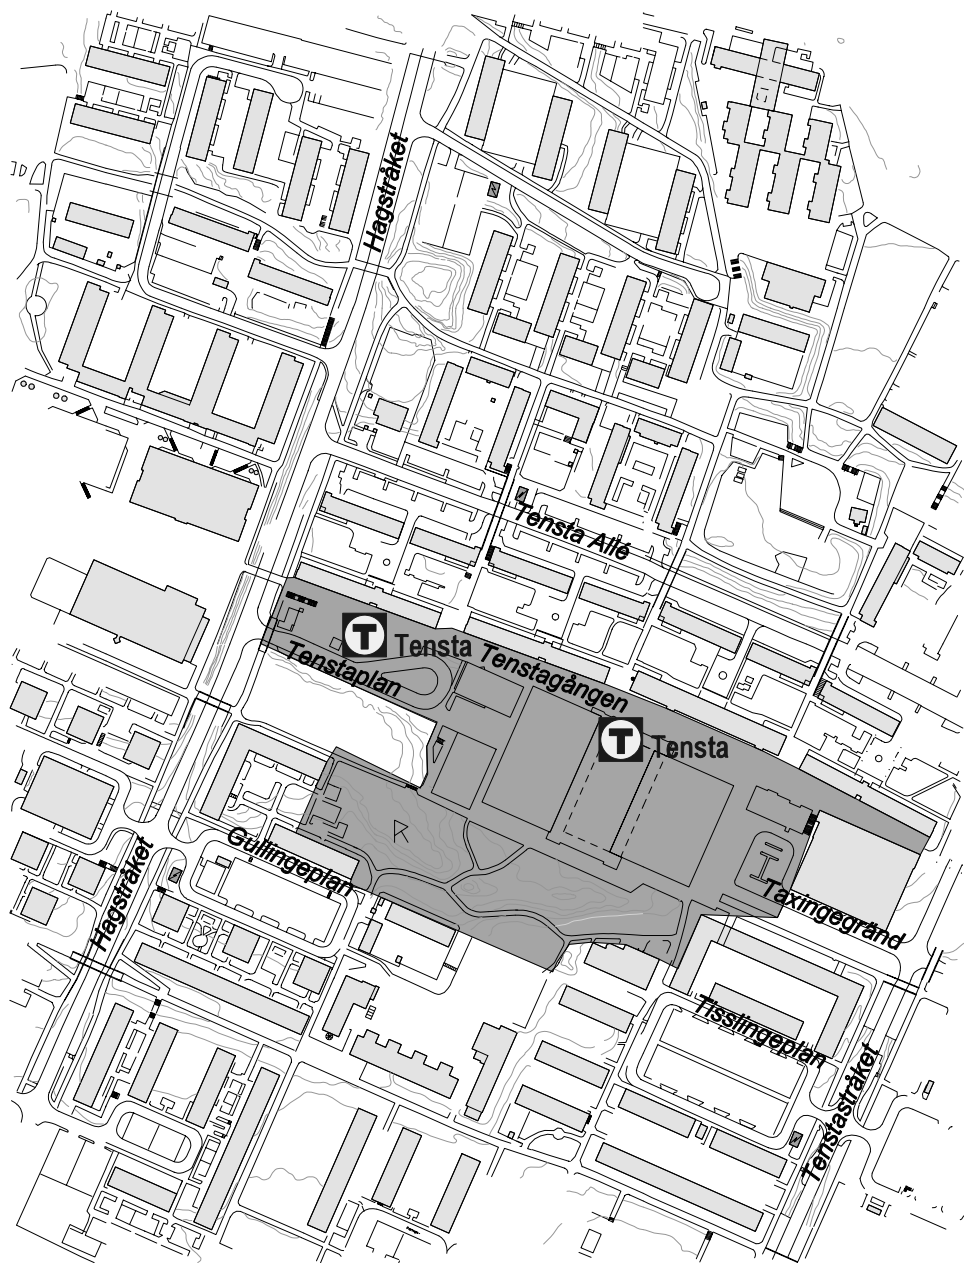 Hagstråket
Tensta Allé
T Tensta
Tenstagången
Tenstaplan
T Tensta
Gullingeplan
Hagstråket
Taxingegränd
Tisslingeplan
Tenstastråket